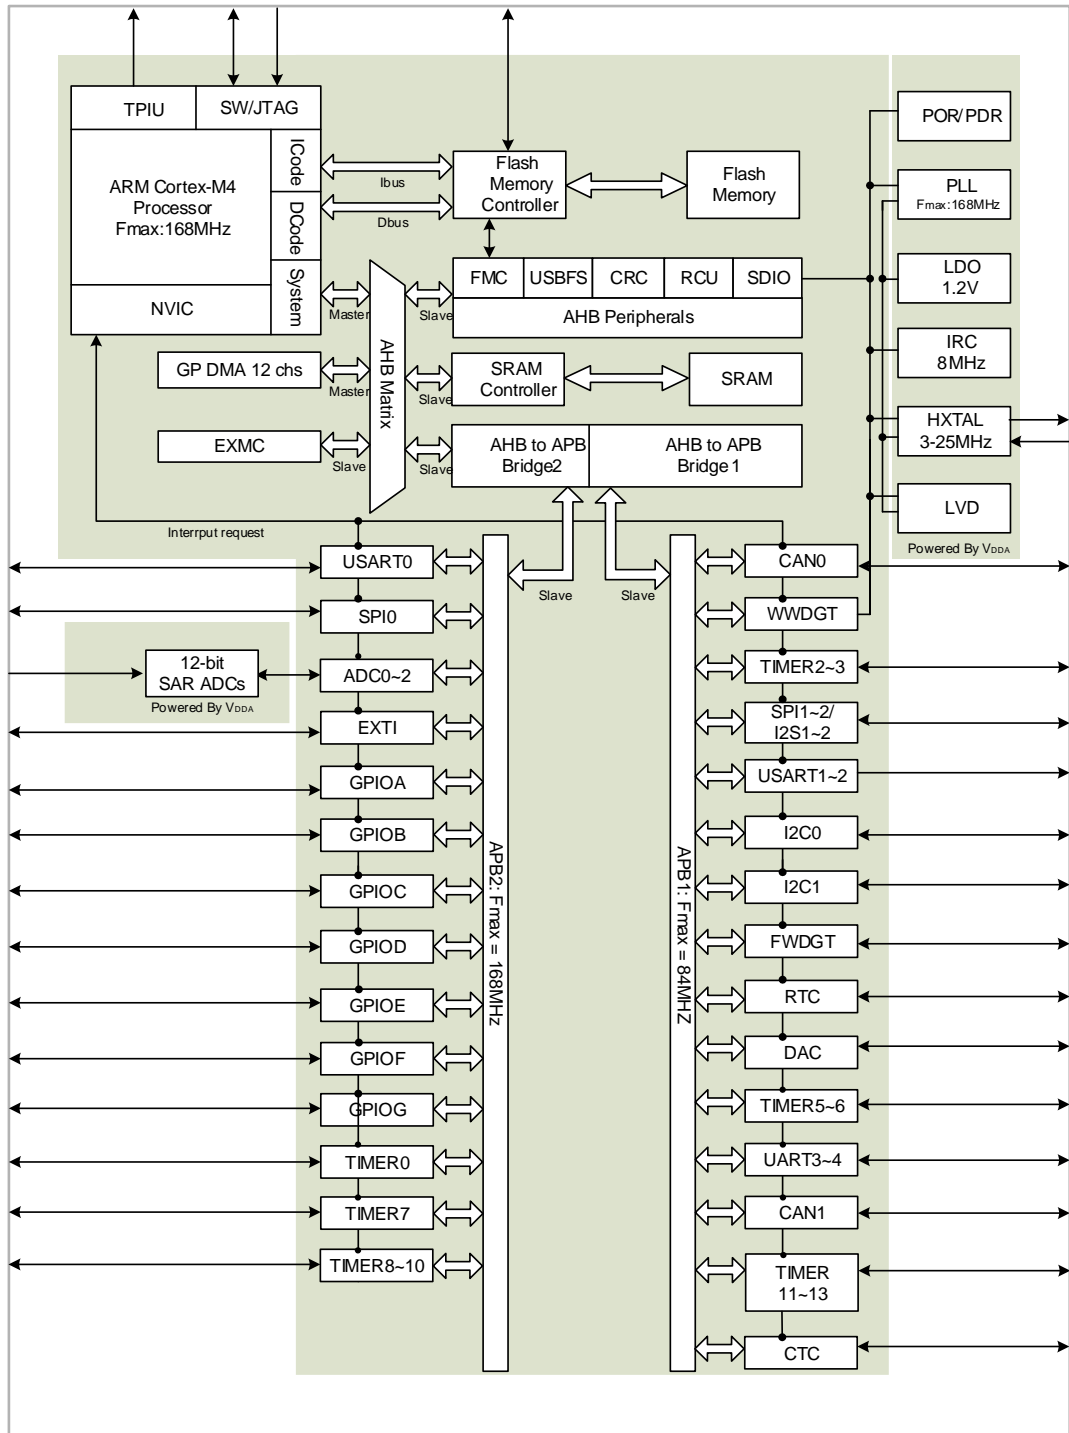 TPIU
SW/JTAG
POR/PDR
ICode
Ibus
Flash
Memory
Controller
Flash
Memory
PLL
Fmax:168MHz
ARM Cortex-M4
Processor
Fmax:168MHz
DCode
Dbus
LDO
1.2V
System
NVIC
Master
Slave
FMC
USBFS
CRC
RCU
SDIO
AHB Peripherals
IRC
8MHz
AHB Matrix
GP DMA 12 chs
Master
Slave
SRAM
Controller
SRAM
HXTAL
3-25MHz
EXMC
Slave
Slave
AHB to APB
Bridge2
AHB to APB
Bridge1
LVD
Powered By VDDA
Interrput request
Slave
Slave
USART0
SPI0
12-bit
SAR ADCs
Powered By VDDA
ADC0~2
EXTI
GPIOA
GPIOB
GPIOC
GPIOD
GPIOE
GPIOF
GPIOG
TIMER0
TIMER7
TIMER8~10
APB2: Fmax = 168MHz
APB1: Fmax = 84MHZ
CAN0
WWDGT
TIMER2~3
SPI1~2/
I2S1~2
USART1~2
I2C0
I2C1
FWDGT
RTC
DAC
TIMER5~6
UART3~4
CAN1
TIMER
11~13
CTC